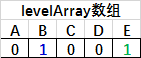 levelArray数组
A B C D E
0 1 0 0 1